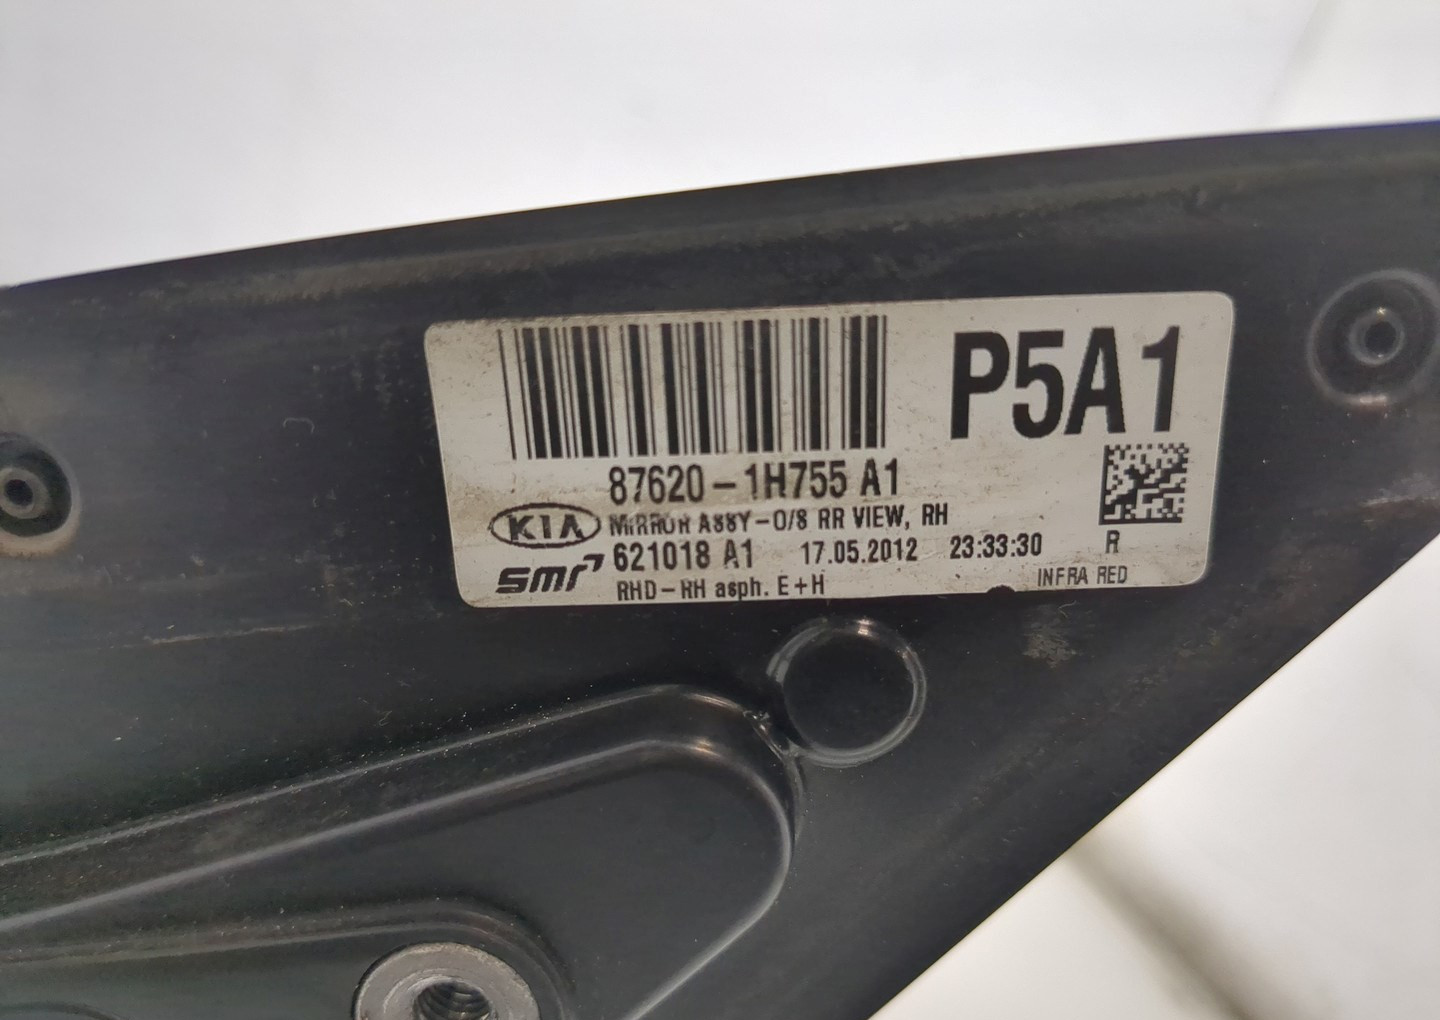 P5A1
87620-1H755 A1
KIA MIRROR ASSY-O/S RR VIEW, RH
smr 621018 A1 17.05.2012 23:33:30 R
RHD-RH asph. E+H INFRA RED